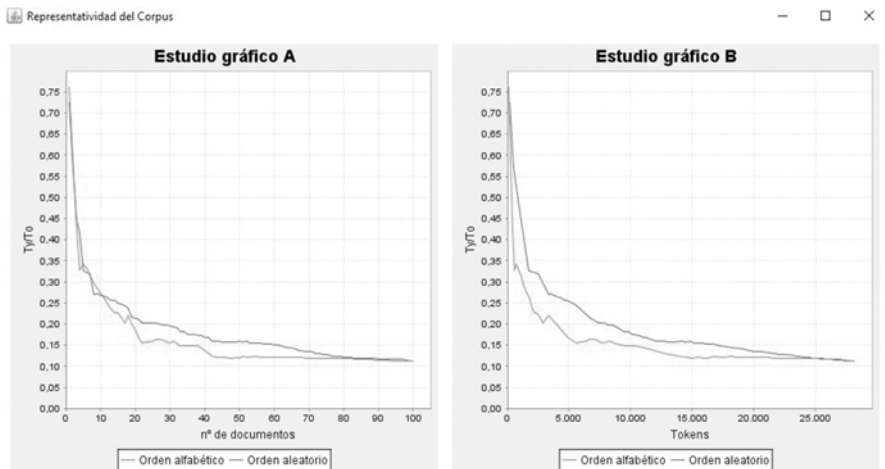 Representatividad del Corpus
Estudio gráfico A
0,75
0,70
0,65
0,60
0,55
0,50
0,45
0,40
0,35
0,30
0,25
0,20
0,15
0,10
0,05
0,00
Ty/To
0 10 20 30 40 50 60 70 80 90 100
nº de documentos
Orden alfabético Orden aleatorio
Estudio gráfico B
0,75
0,70
0,65
0,60
0,55
0,50
0,45
0,40
0,35
0,30
0,25
0,20
0,15
0,10
0,05
0,00
Ty/To
0 5.000 10.000 15.000 20.000 25.000
Tokens
Orden alfabético Orden aleatorio